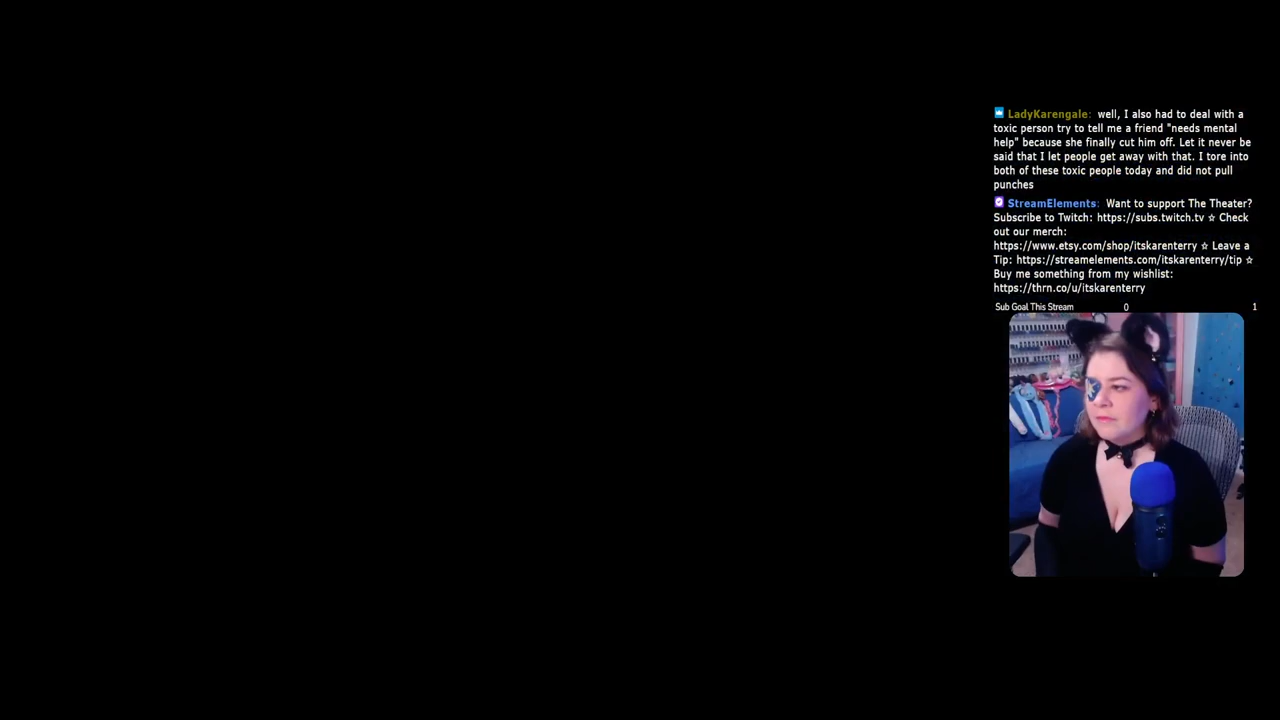 LadyKarengale: well, I also had to deal with a
toxic person try to tell me a friend "needs mental
help" because she finally cut him off. Let it never be
said that I let people get away with that. I tore into
both of these toxic people today and did not pull
punches
StreamElements: Want to support The Theater?
Subscribe to Twitch: https://subs.twitch.tv ☆ Check
out our merch:
https://www.etsy.com/shop/itskarenterry ☆ Leave a
Tip: https://streamelements.com/itskarenterry/tip ☆
Buy me something from my wishlist:
https://thrn.co/u/itskarenterry
Sub Goal This Stream 0 1